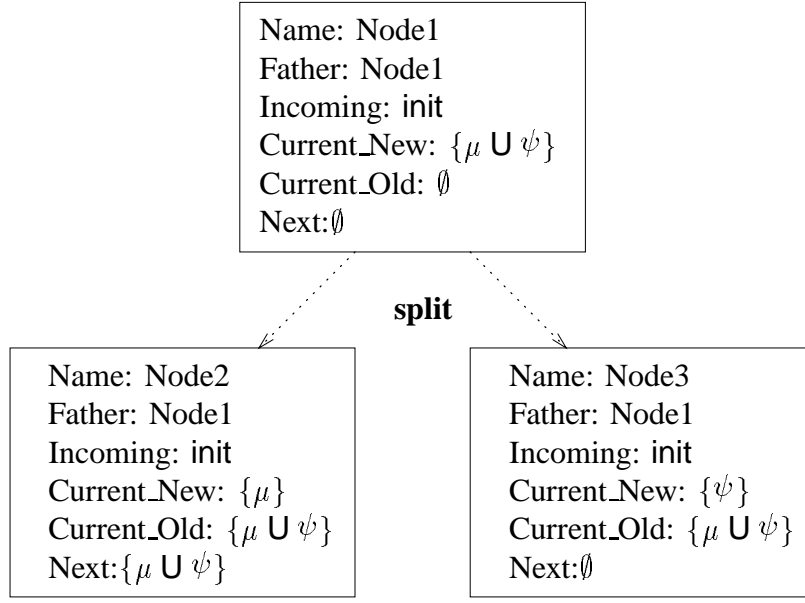 Name: Node1
Father: Node1
Incoming: init
Current_New: {μ U ψ}
Current_Old: ∅
Next:∅
split
Name: Node2
Father: Node1
Incoming: init
Current_New: {μ}
Current_Old: {μ U ψ}
Next:{μ U ψ}
Name: Node3
Father: Node1
Incoming: init
Current_New: {ψ}
Current_Old: {μ U ψ}
Next:∅